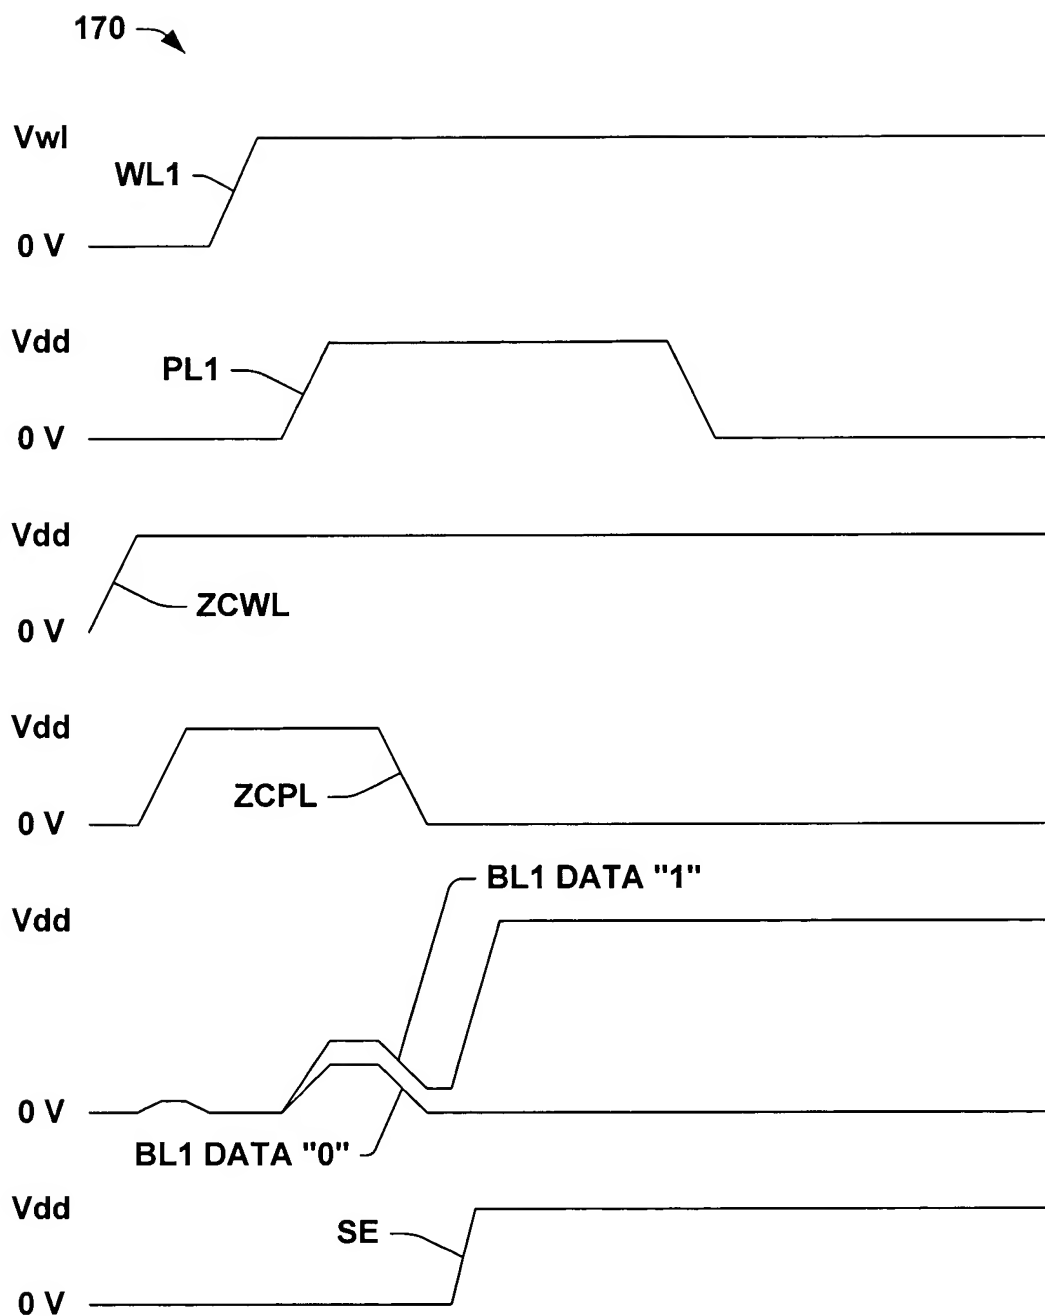 170
Vwl
WL1
0 V
Vdd
PL1
0 V
Vdd
ZCWL
0 V
Vdd
ZCPL
0 V
BL1 DATA "1"
Vdd
0 V
BL1 DATA "0"
Vdd
SE
0 V